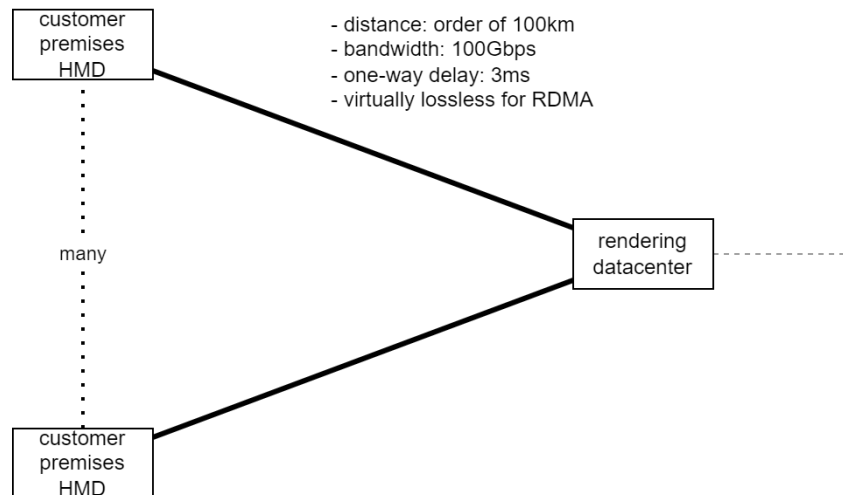 customer
premises
HMD
- distance: order of 100km
- bandwidth: 100Gbps
- one-way delay: 3ms
- virtually lossless for RDMA
many
rendering
datacenter
customer
premises
HMD